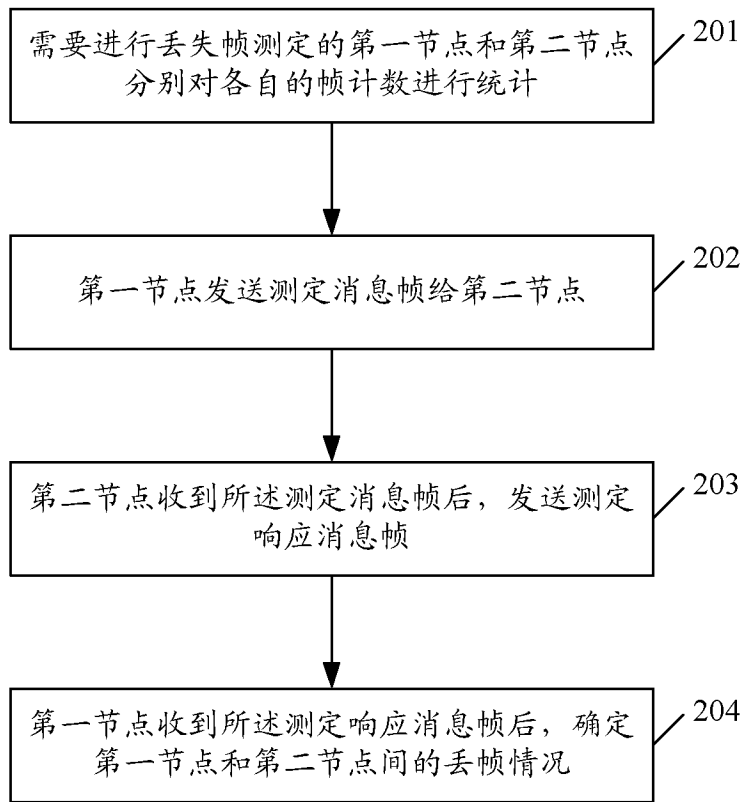 需要进行丢失帧测定的第一节点和第二节点
分别对各自的帧计数进行统计
201
第一节点发送测定消息帧给第二节点
202
第二节点收到所述测定消息帧后，发送测定
响应消息帧
203
第一节点收到所述测定响应消息帧后，确定
第一节点和第二节点间的丢帧情况
204